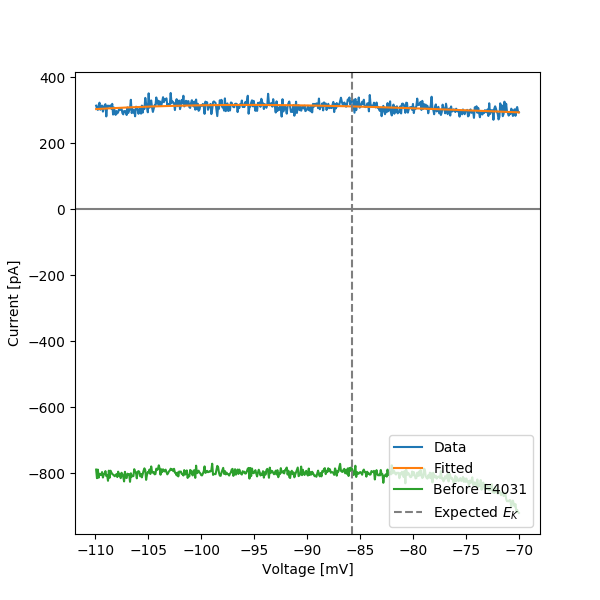 400
200
0
−200
−400
−600
−800
Current [pA]
−110
−105
−100
−95
−90
−85
−80
−75
−70
Voltage [mV]
Data
Fitted
Before E4031
Expected E_K